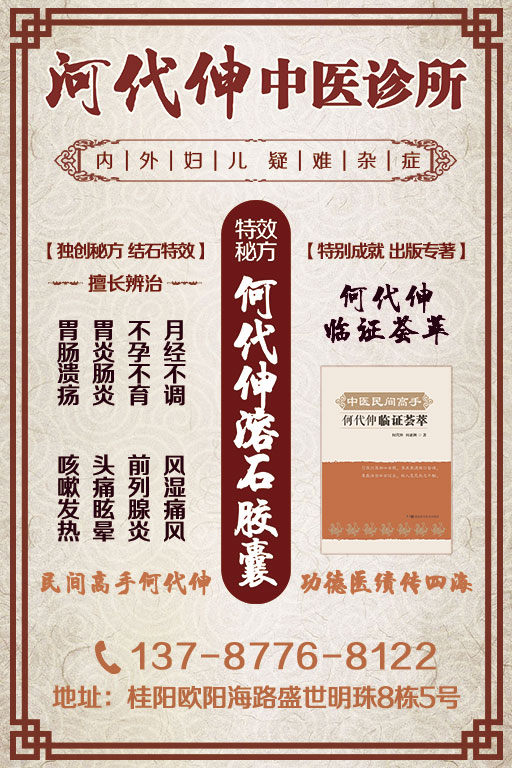 何代伸中医诊所
内|外|妇|儿 疑|难|杂|症
【独创秘方 结石特效】
擅长辨治
月经不调
不孕不育
胃炎肠炎
胃肠溃疡
风湿痛风
前列腺炎
头痛眩晕
咳嗽发热
特效
秘方
何代伸溶石胶囊
【特别成就 出版专著】
何代伸
临证荟萃
中医民间高手
何代伸临证荟萃
民间高手何代伸
功德医绩传四海
137-8776-8122
地址：桂阳欧阳海路盛世明珠8栋5号